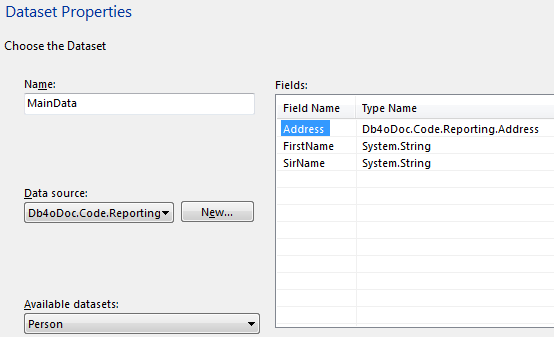 Dataset Properties
Choose the Dataset
Name:
MainData
Data source:
Db4oDoc.Code.Reporting
New...
Available datasets:
Person
Fields:
Field Name Type Name
Address Db4oDoc.Code.Reporting.Address
FirstName System.String
SirName System.String